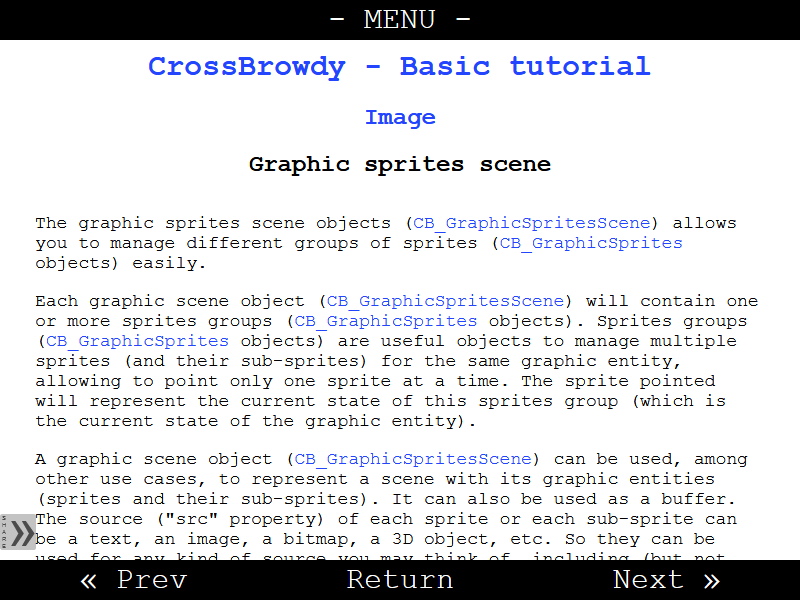 - MENU -
CrossBrowdy - Basic tutorial
Image
Graphic sprites scene
The graphic sprites scene objects (CB_GraphicSpritesScene) allows
you to manage different groups of sprites (CB_GraphicSprites
objects) easily.
Each graphic scene object (CB_GraphicSpritesScene) will contain one
or more sprites groups (CB_GraphicSprites objects). Sprites groups
(CB_GraphicSprites objects) are useful objects to manage multiple
sprites (and their sub-sprites) for the same graphic entity,
allowing to point only one sprite at a time. The sprite pointed
will represent the current state of this sprites group (which is
the current state of the graphic entity).
A graphic scene object (CB_GraphicSpritesScene) can be used, among
other use cases, to represent a scene with its graphic entities
(sprites and their sub-sprites). It can also be used as a buffer.
The source ("src" property) of each sprite or each sub-sprite can
be a text, an image, a bitmap, a 3D object, etc. So they can be
used for any kind of source you may think of, including (but not
SHARE »
« Prev Return Next »